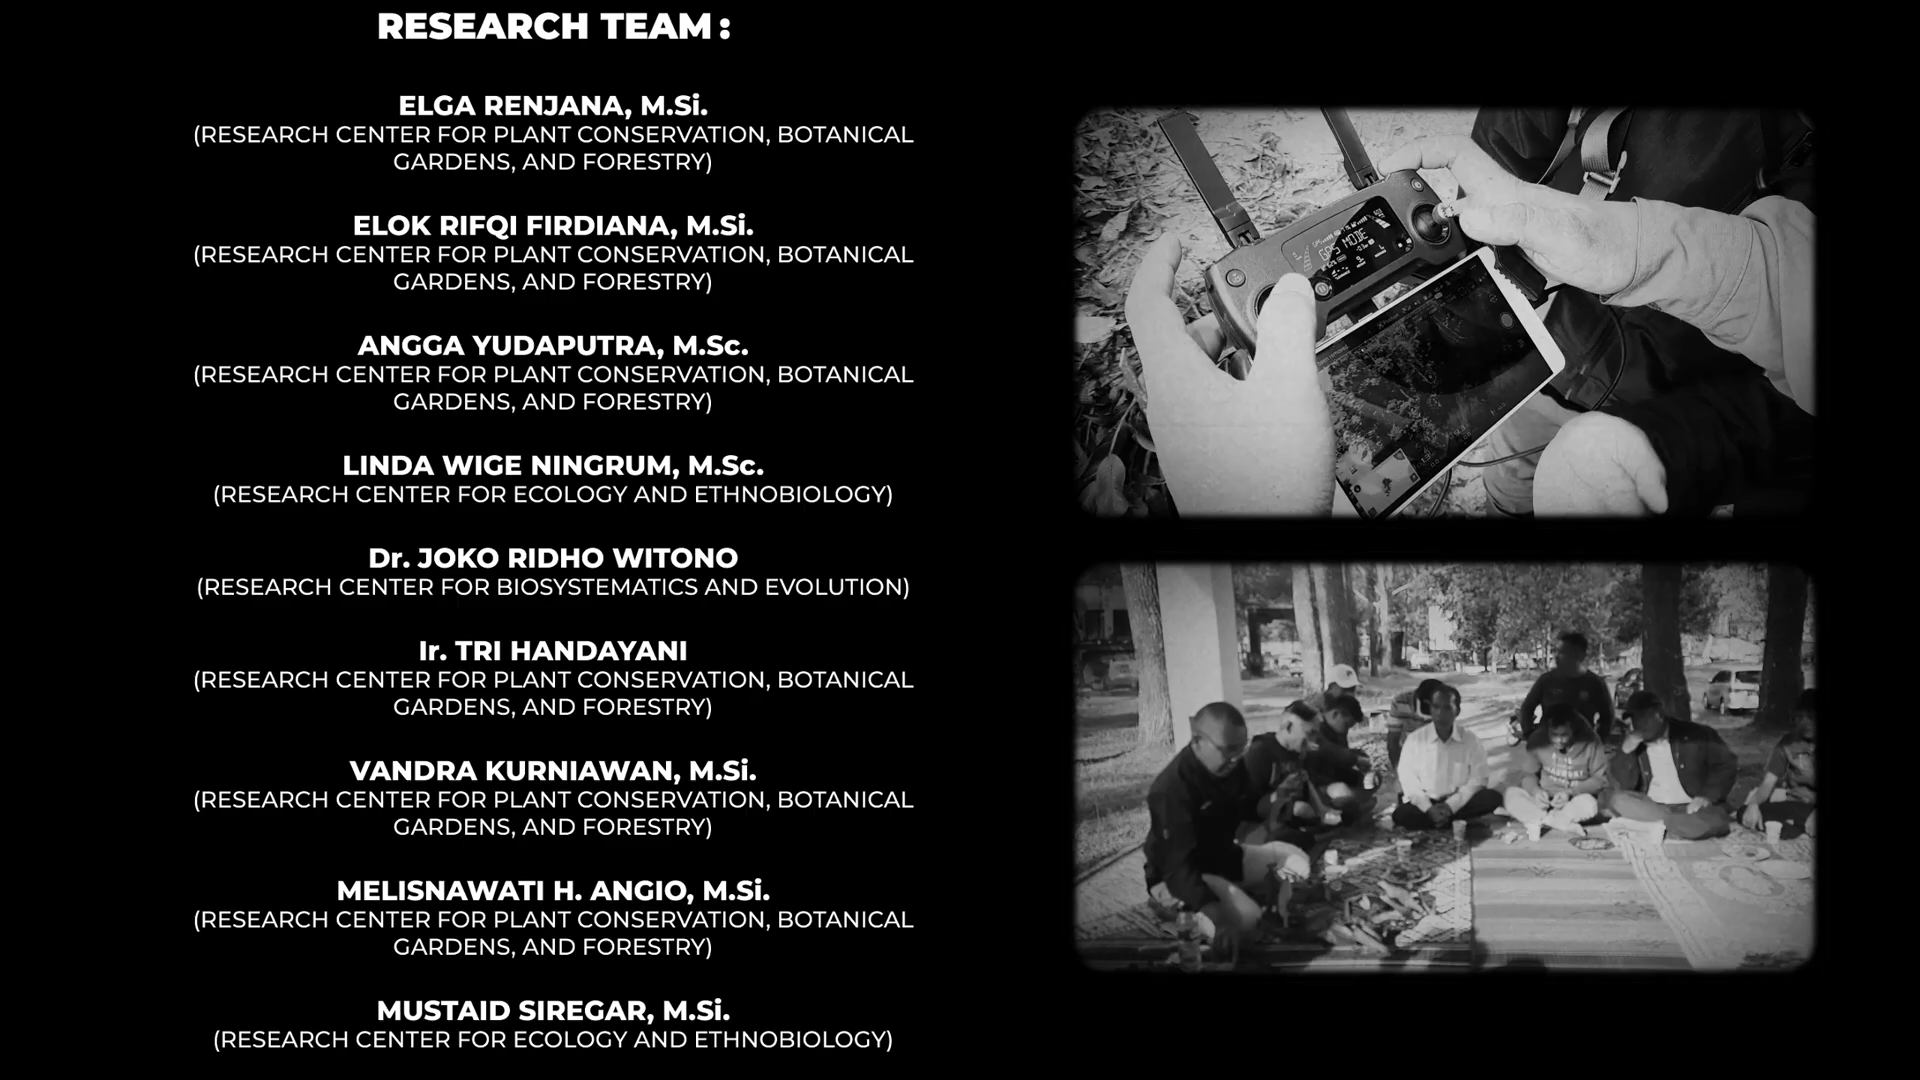 RESEARCH TEAM :
ELGA RENJANA, M.Si.
(RESEARCH CENTER FOR PLANT CONSERVATION, BOTANICAL
GARDENS, AND FORESTRY)
ELOK RIFQI FIRDIANA, M.Si.
(RESEARCH CENTER FOR PLANT CONSERVATION, BOTANICAL
GARDENS, AND FORESTRY)
ANGGA YUDAPUTRA, M.Sc.
(RESEARCH CENTER FOR PLANT CONSERVATION, BOTANICAL
GARDENS, AND FORESTRY)
LINDA WIGE NINGRUM, M.Sc.
(RESEARCH CENTER FOR ECOLOGY AND ETHNOBIOLOGY)
Dr. JOKO RIDHO WITONO
(RESEARCH CENTER FOR BIOSYSTEMATICS AND EVOLUTION)
Ir. TRI HANDAYANI
(RESEARCH CENTER FOR PLANT CONSERVATION, BOTANICAL
GARDENS, AND FORESTRY)
VANDRA KURNIAWAN, M.Si.
(RESEARCH CENTER FOR PLANT CONSERVATION, BOTANICAL
GARDENS, AND FORESTRY)
MELISNAWATI H. ANGIO, M.Si.
(RESEARCH CENTER FOR PLANT CONSERVATION, BOTANICAL
GARDENS, AND FORESTRY)
MUSTAID SIREGAR, M.Si.
(RESEARCH CENTER FOR ECOLOGY AND ETHNOBIOLOGY)
GPS MODE